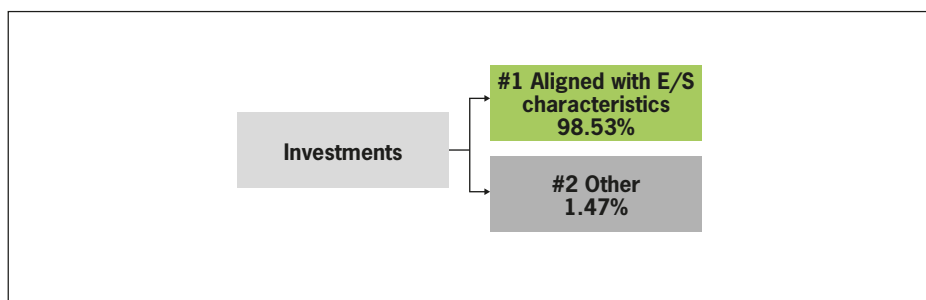 #1 Aligned with E/S
characteristics
98.53%
Investments
#2 Other
1.47%